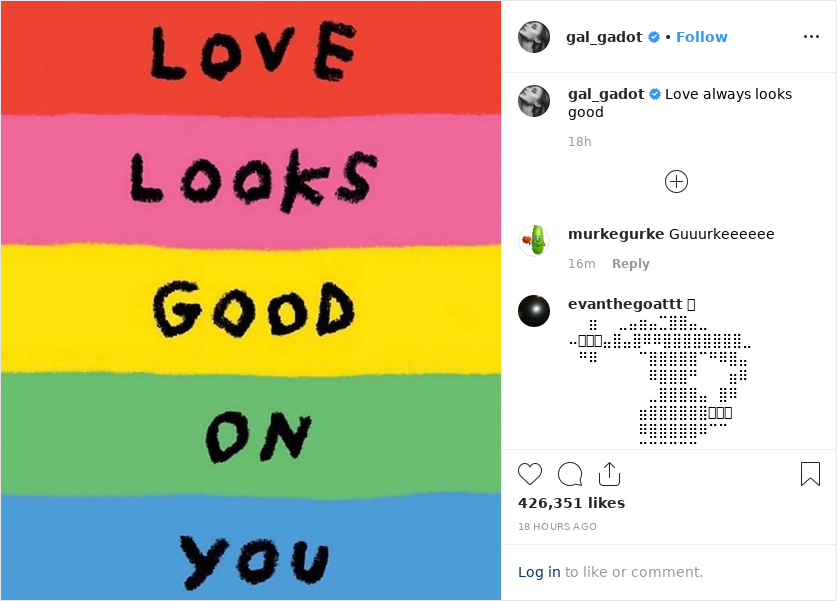 LOVE
LOOKS
GOOD
ON
YOU
gal_gadot • Follow
gal_gadot Love always looks
good
18h
murkegurke Guuurkeeeeee
16m Reply
evanthegoattt
426,351 likes
18 HOURS AGO
Log in to like or comment.